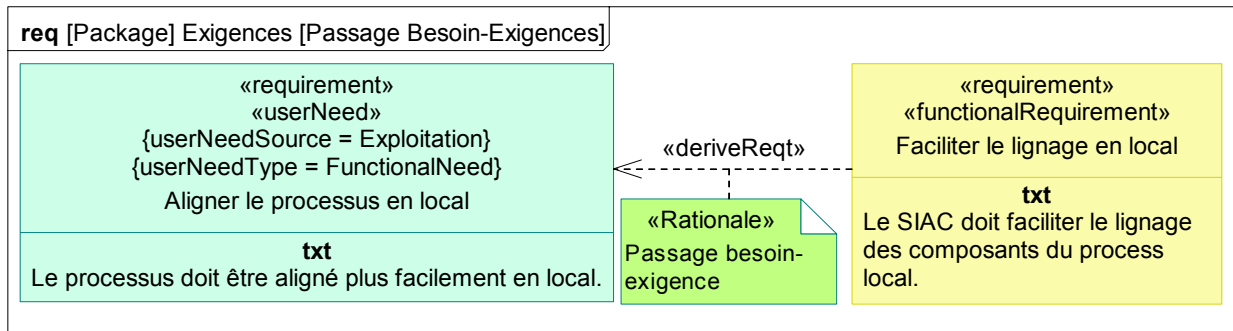 req [Package] Exigences [Passage Besoin-Exigences]
«requirement»
«userNeed»
{userNeedSource = Exploitation}
{userNeedType = FunctionalNeed}
Aligner le processus en local
txt
Le processus doit être aligné plus facilement en local.
«deriveReqt»
«Rationale»
Passage besoin-
exigence
«requirement»
«functionalRequirement»
Faciliter le lignage en local
txt
Le SIAC doit faciliter le lignage
des composants du process
local.